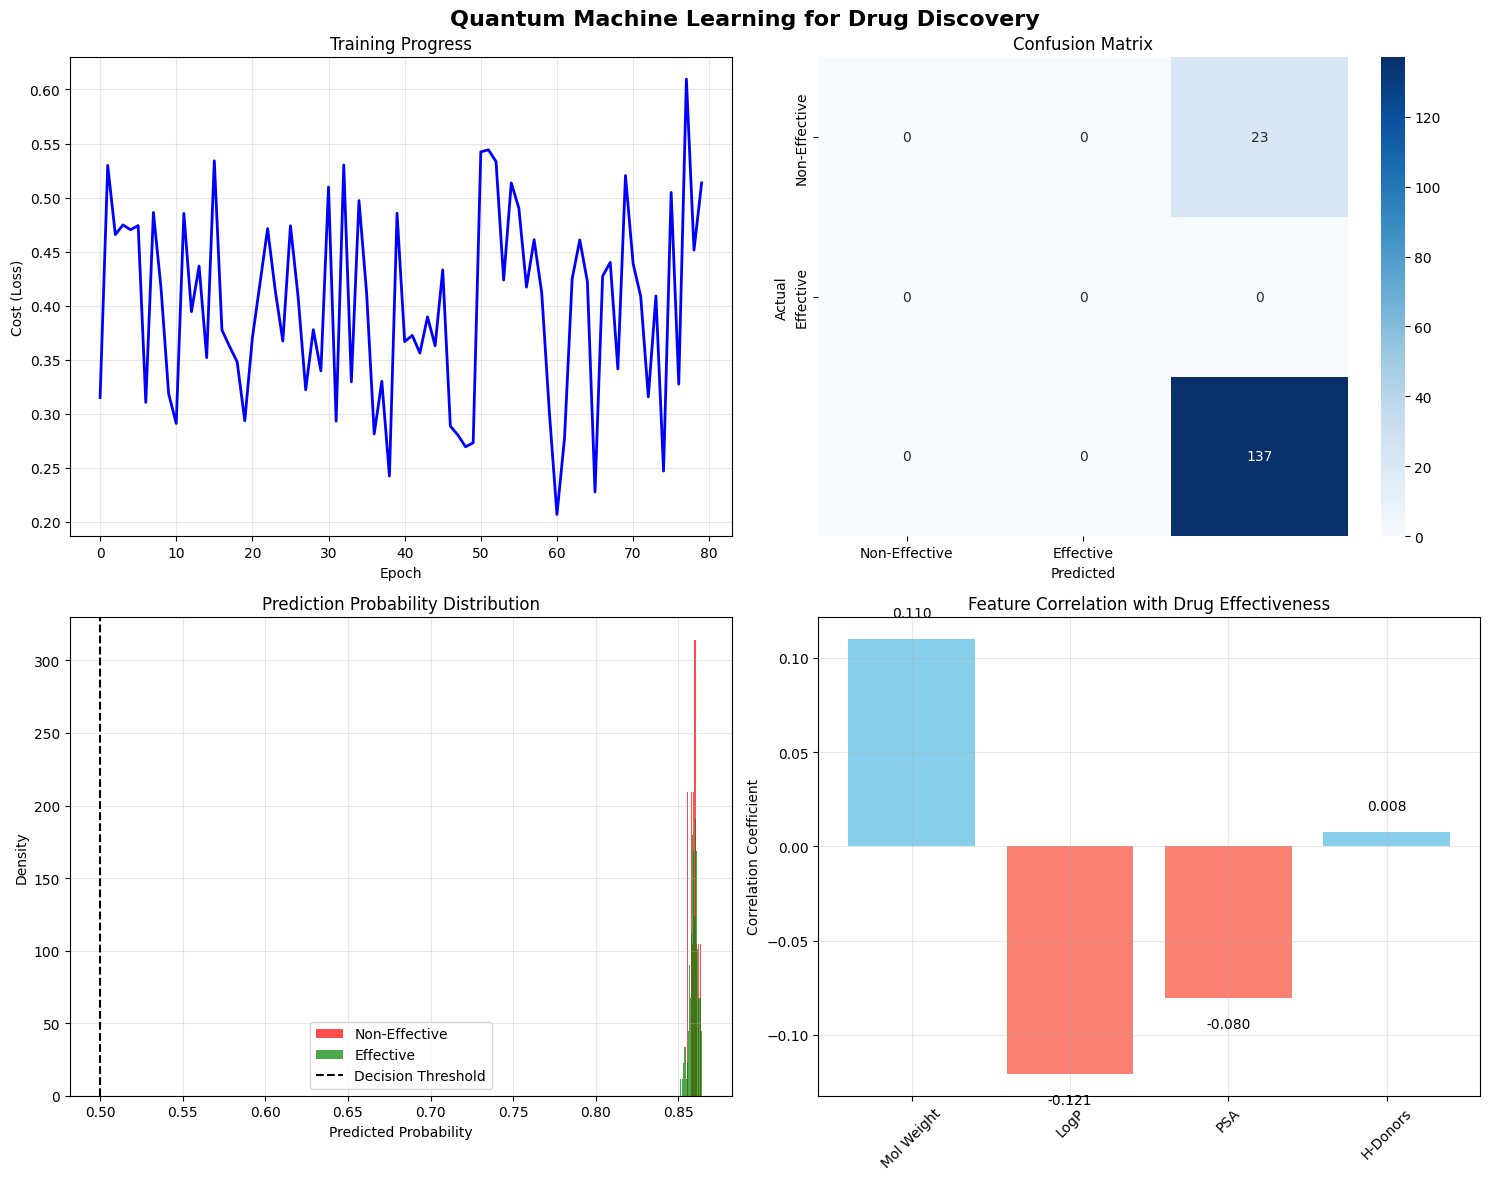 Quantum Machine Learning for Drug Discovery
Training Progress
Cost (Loss)
0.60
0.55
0.50
0.45
0.40
0.35
0.30
0.25
0.20
0 10 20 30 40 50 60 70 80
Epoch
Confusion Matrix
Actual
Non-Effective
Effective
0 0 23
0 0 0
0 0 137
Non-Effective Effective
Predicted
120
100
80
60
40
20
0
Prediction Probability Distribution
Density
300
250
200
150
100
50
0
Non-Effective
Effective
Decision Threshold
0.50 0.55 0.60 0.65 0.70 0.75 0.80 0.85
Predicted Probability
Feature Correlation with Drug Effectiveness
Correlation Coefficient
0.10
0.05
0.00
−0.05
−0.10
0.110
-0.121
-0.080
0.008
Mol Weight
LogP
PSA
H-Donors